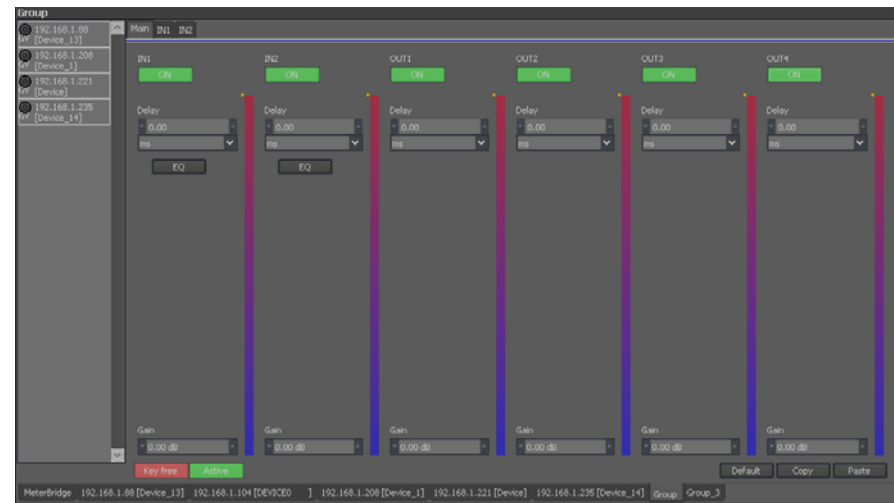 Group
192.168.1.88
[Device_13]
192.168.1.208
[Device_1]
192.168.1.221
[Device]
192.168.1.235
[Device_14]
Main IN1 IN2
IN1 IN2 OUT1 OUT2 OUT3 OUT4
ON ON ON ON ON ON
Delay Delay Delay Delay Delay Delay
0.00 0.00 0.00 0.00 0.00 0.00
ms ms ms ms ms ms
EQ EQ
Gain Gain Gain Gain Gain Gain
0.00 dB 0.00 dB 0.00 dB 0.00 dB 0.00 dB 0.00 dB
Key free Active Default Copy Paste
MeterBridge 192.168.1.88 [Device_13] 192.168.1.104 [DEVICE0 ] 192.168.1.208 [Device_1] 192.168.1.221 [Device] 192.168.1.235 [Device_14] Group Group_3